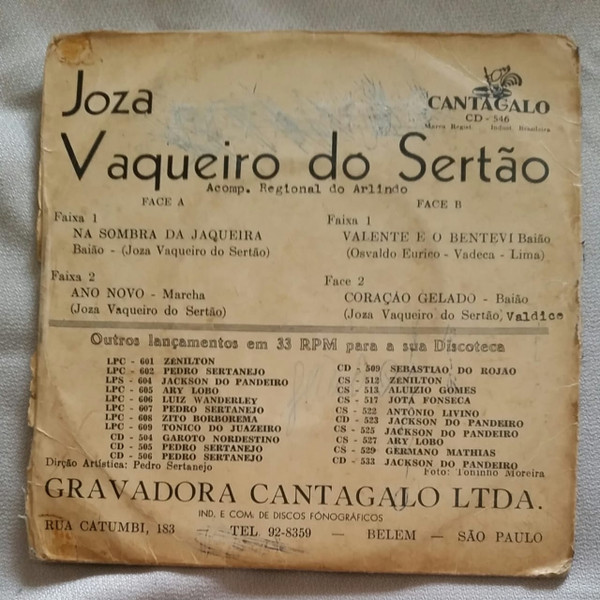 Joza
CANTAGALO
CD - 546
Marca Regist. Indust. Brasileira
Vaqueiro do Sertão
Acomp. Regional do Arlindo
FACE A
FACE B
Faixa 1
NA SOMBRA DA JAQUEIRA
Baião - (Joza Vaqueiro do Sertão)
Faixa 1
VALENTE E O BENTEVI Baião
(Osvaldo Eurico - Vadeca - Lima)
Faixa 2
ANO NOVO - Marcha
(Joza Vaqueiro do Sertão)
Face 2
CORAÇÃO GELADO - Baião
(Joza Vaqueiro do Sertão, Valdice
Outros lançamentos em 33 RPM para a sua Discoteca
LPC - 601 ZENILTON
LPC - 602 PEDRO SERTANEJO
LPS - 604 JACKSON DO PANDEIRO
LPC - 605 ARY LOBO
LPC - 606 LUIZ WANDERLEY
LPC - 607 PEDRO SERTANEJO
LPC - 608 ZITO BORBOREMA
LPC - 609 TONICO DO JUAZEIRO
CD - 504 GAROTO NORDESTINO
CD - 505 PEDRO SERTANEJO
CD - 506 PEDRO SERTANEJO
CD - 509 SEBASTIAO DO ROJAO
CS - 512 ZENILTON
CS - 513 ALUIZIO GOMES
CS - 517 JOTA FONSECA
CS - 522 ANTÔNIO LIVINO
CD - 523 JACKSON DO PANDEIRO
CS - 525 JACKSON DO PANDEIRO
CS - 527 ARY LOBO
CS - 529 GERMANO MATHIAS
CD - 533 JACKSON DO PANDEIRO
Dirção Artística: Pedro Sertanejo
Foto: Toninho Moreira
GRAVADORA CANTAGALO LTDA.
IND. E COM. DE DISCOS FÔNOGRÁFICOS
RUA CATUMBI, 183 — TEL 92-8359 — BELEM — SÃO PAULO